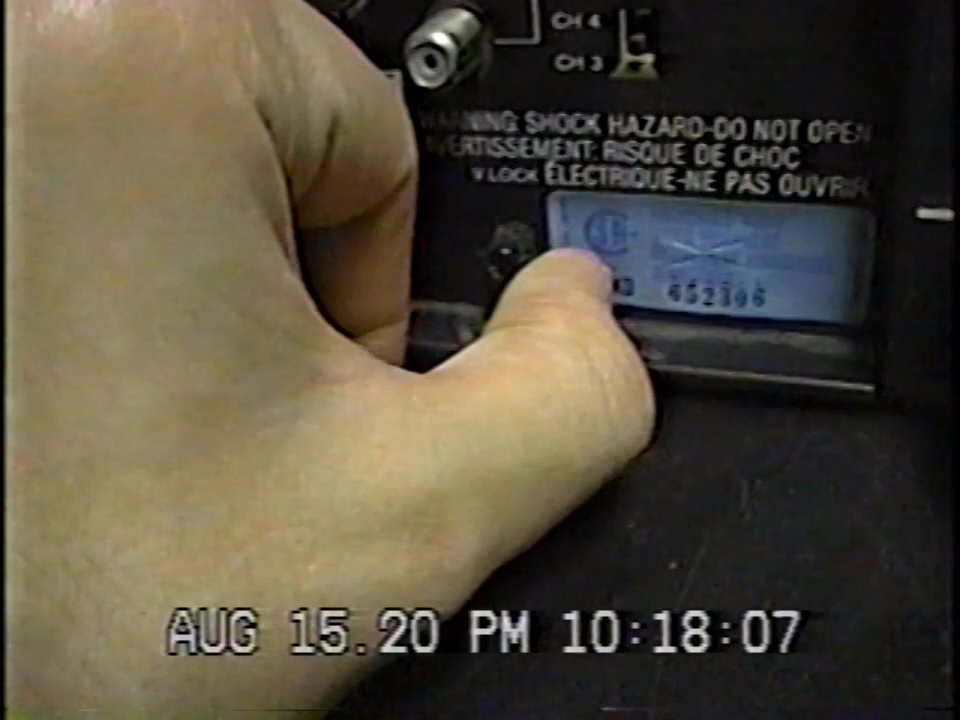 CH 4
CH 3
WARNING: SHOCK HAZARD-DO NOT OPEN
AVERTISSEMENT: RISQUE DE CHOC
V LOCK ÉLECTRIQUE-NE PAS OUVRIR
AUG 15.20 PM 10:18:07